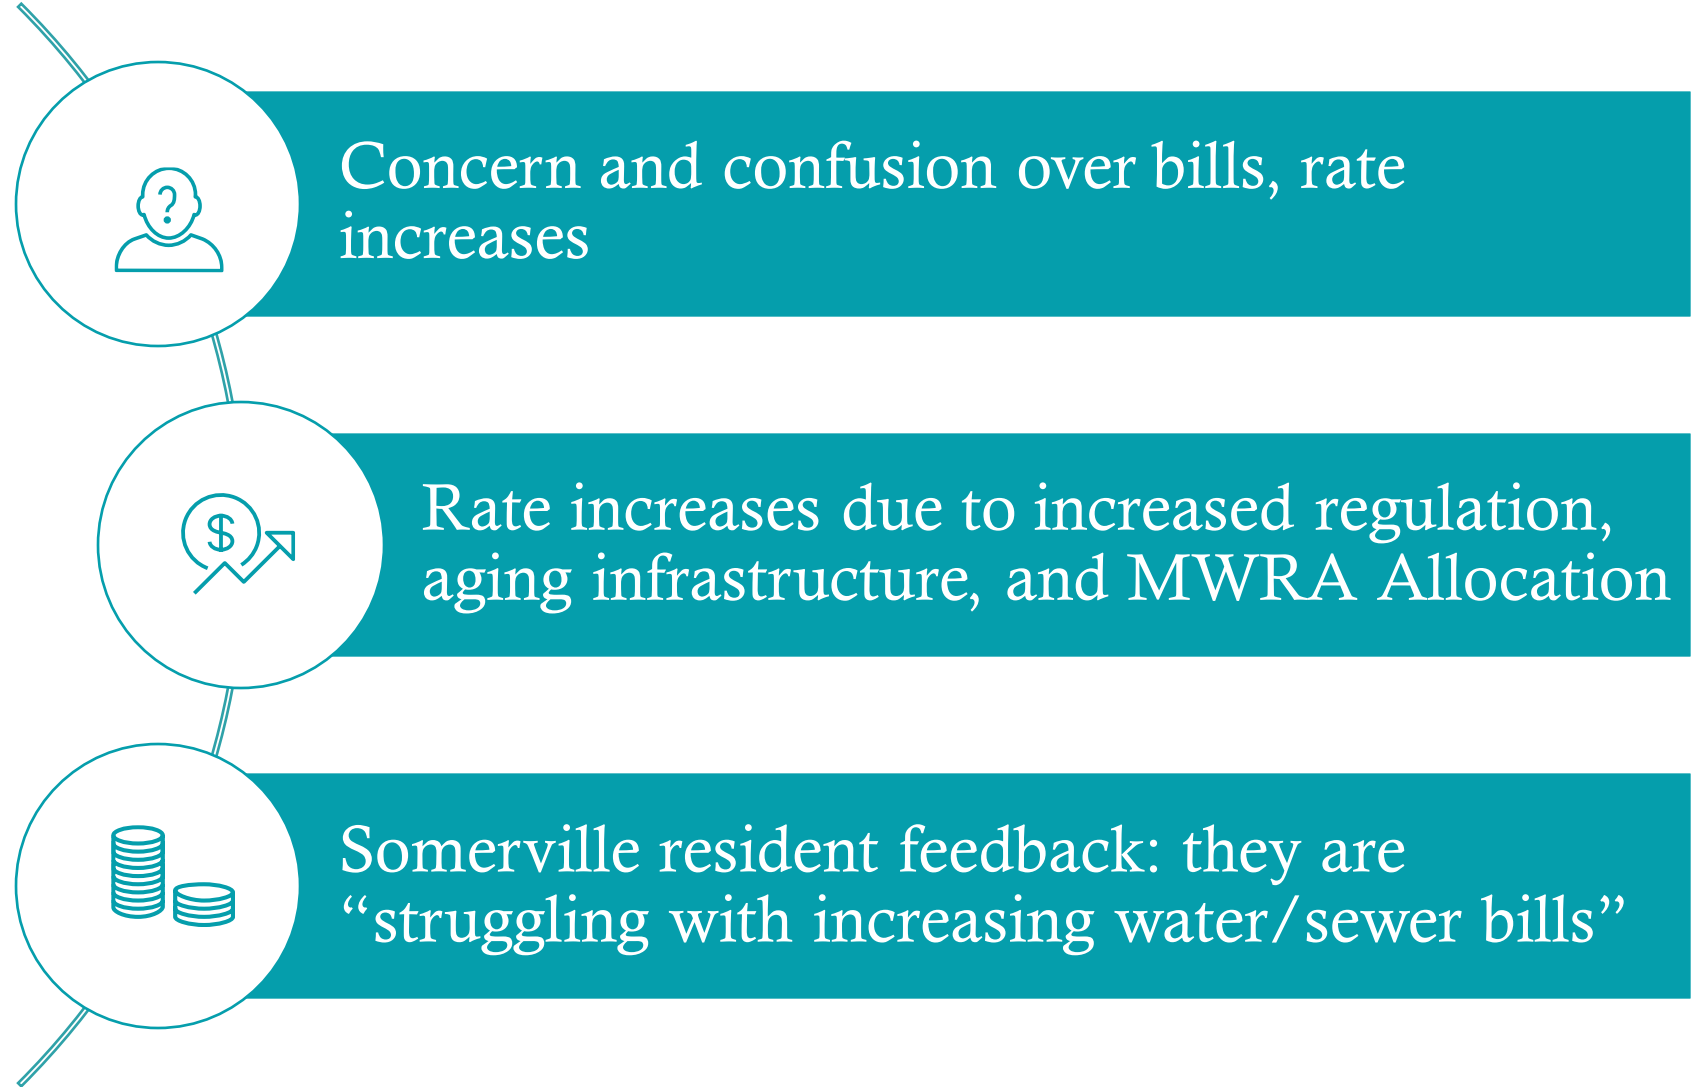 ?
Concern and confusion over bills, rate
increases
$
Rate increases due to increased regulation,
aging infrastructure, and MWRA Allocation
Somerville resident feedback: they are
“struggling with increasing water/sewer bills”